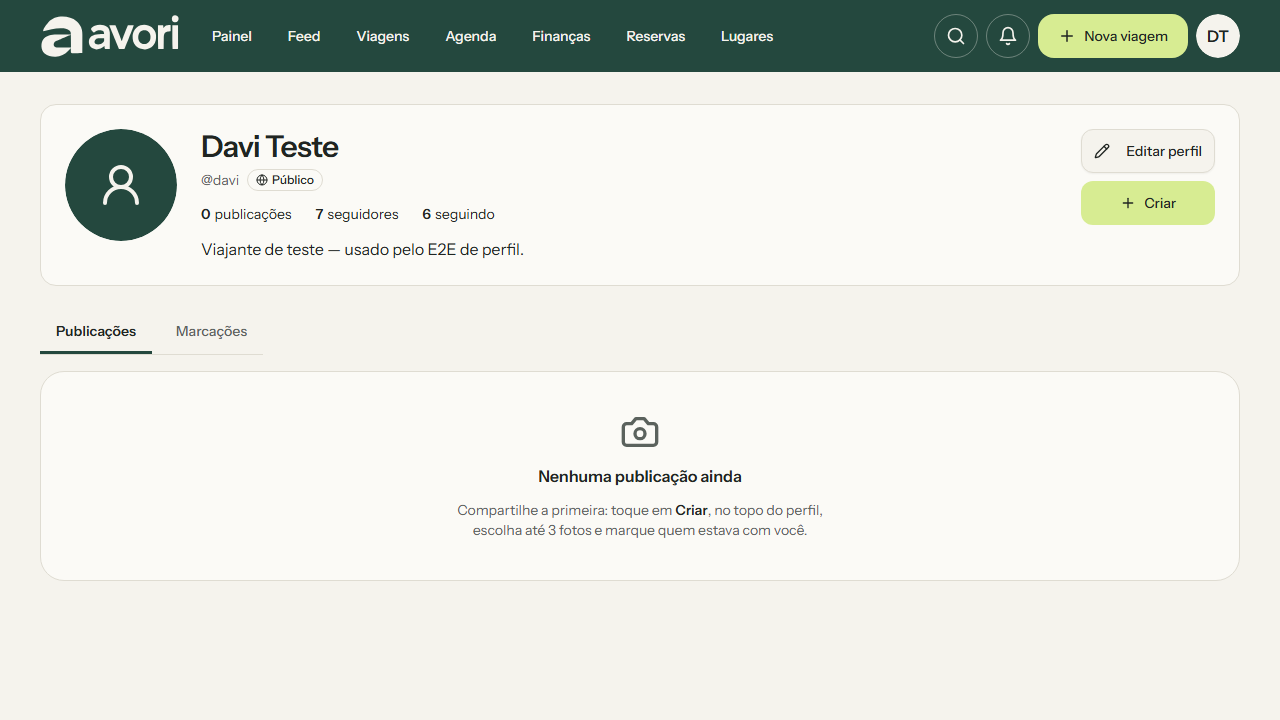 a avori Painel Feed Viagens Agenda Finanças Reservas Lugares Nova viagem DT
Davi Teste
@davi Público
0 publicações 7 seguidores 6 seguindo
Viajante de teste — usado pelo E2E de perfil.
Editar perfil
Criar
Publicações Marcações
Nenhuma publicação ainda
Compartilhe a primeira: toque em Criar, no topo do perfil,
escolha até 3 fotos e marque quem estava com você.